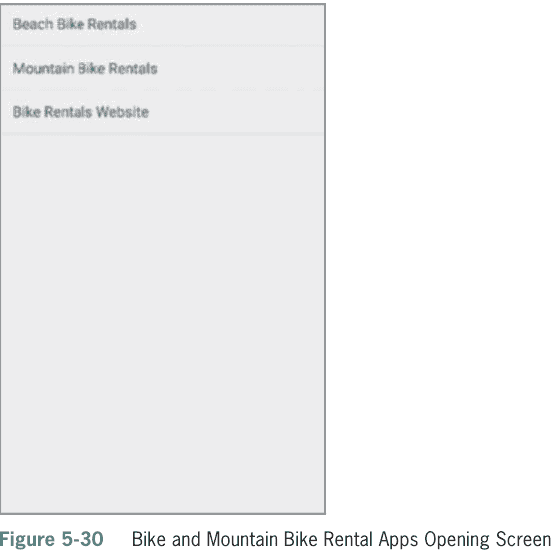 Beach Bike Rentals
Mountain Bike Rentals
Bike Rentals Website
Figure 5-30 Bike and Mountain Bike Rental Apps Opening Screen